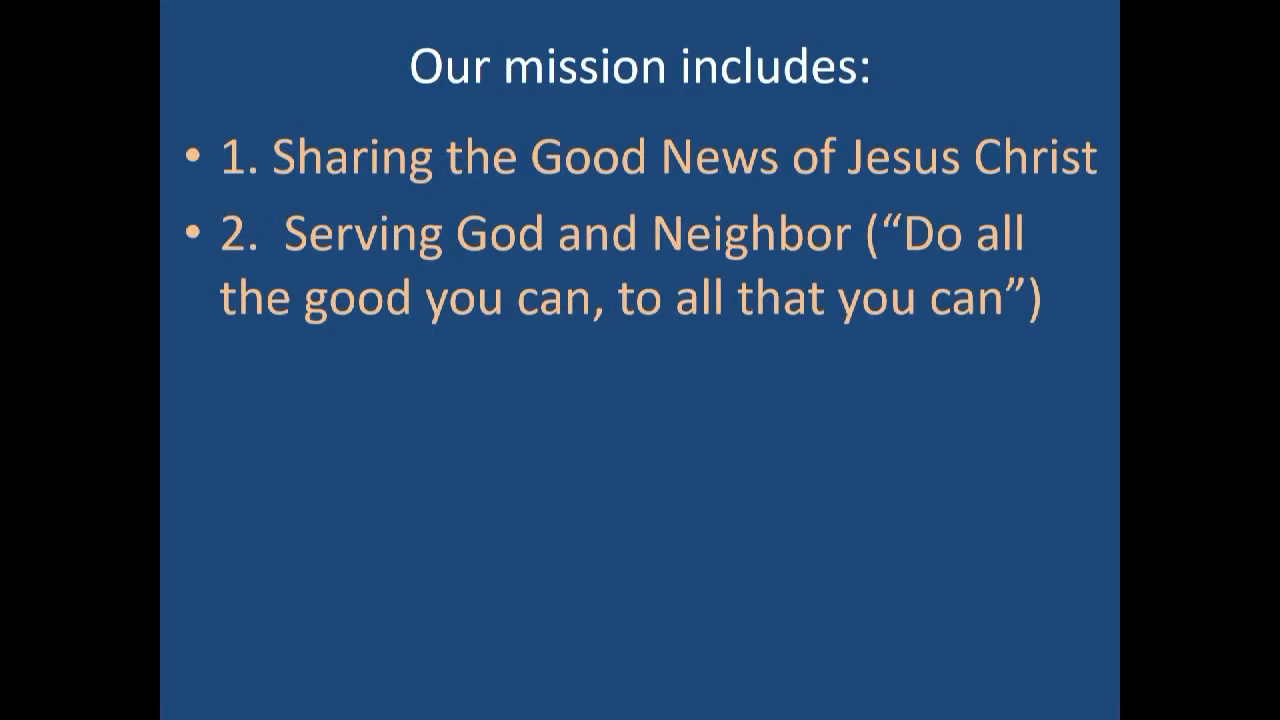 Our mission includes:
• 1. Sharing the Good News of Jesus Christ
• 2.  Serving God and Neighbor (“Do all
the good you can, to all that you can”)